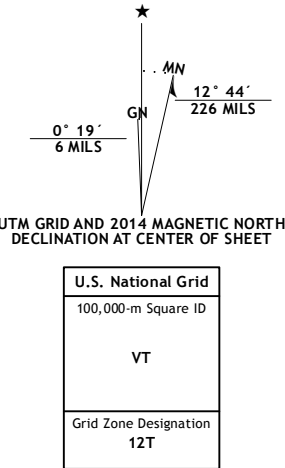 ★
MN
12° 44´
226 MILS
GN
0° 19´
6 MILS
UTM GRID AND 2014 MAGNETIC NORTH
DECLINATION AT CENTER OF SHEET
U.S. National Grid
100,000-m Square ID
VT
Grid Zone Designation
12T